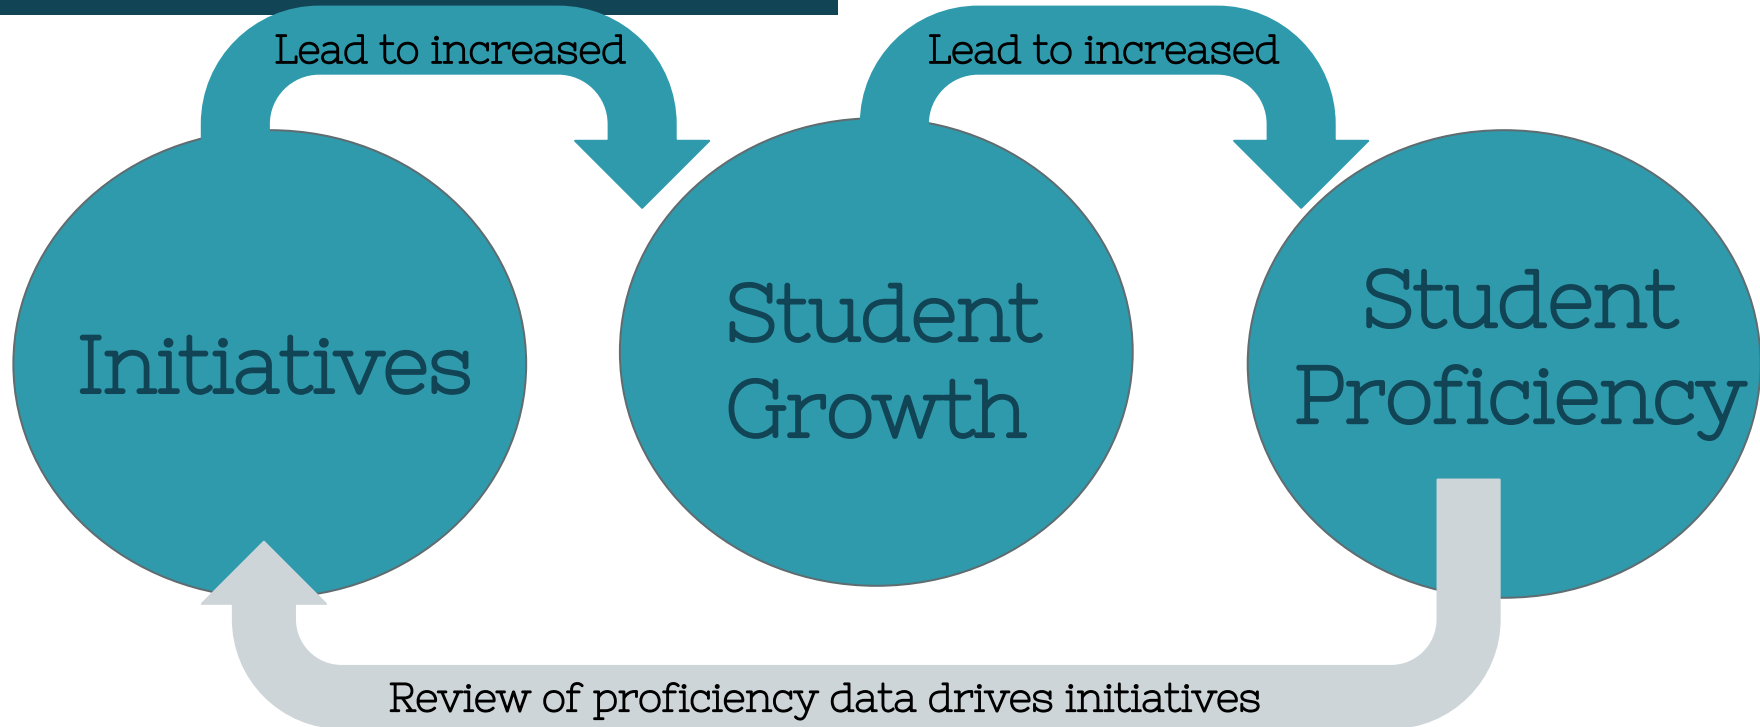 Lead to increased
Lead to increased
Initiatives
Student
Growth
Student
Proficiency
Review of proficiency data drives initiatives